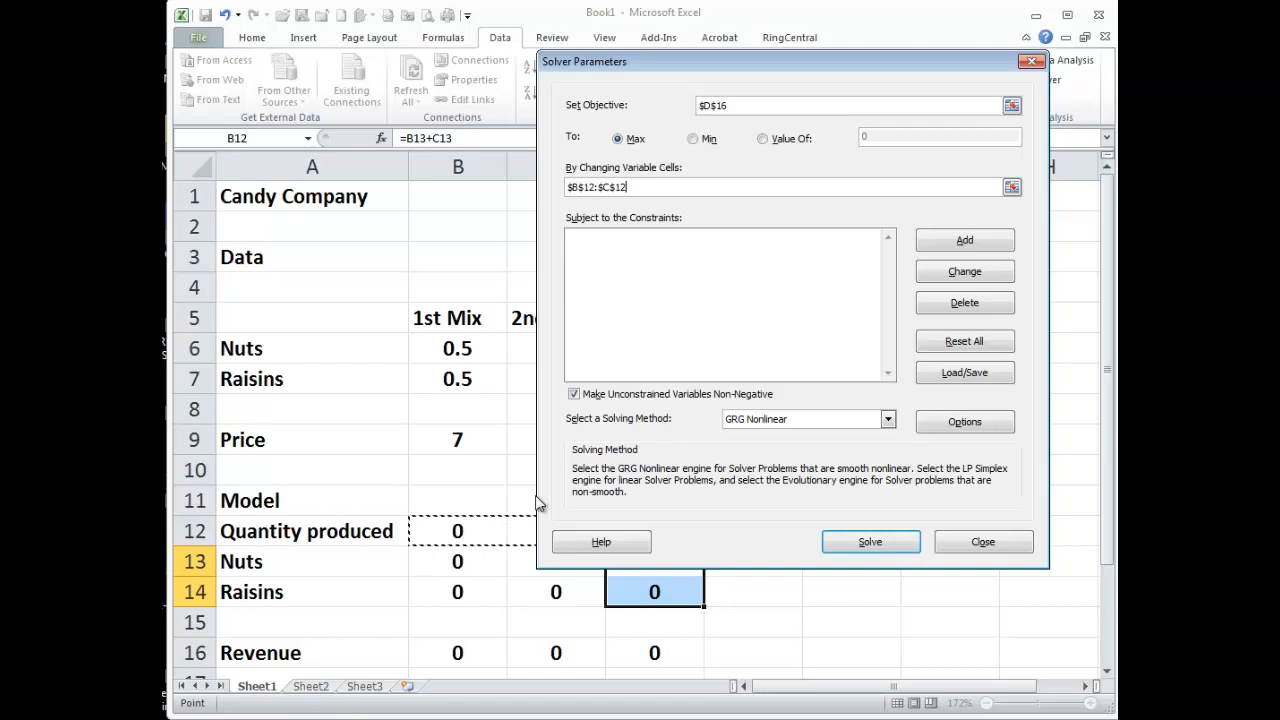 Book1 - Microsoft Excel
File Home Insert Page Layout Formulas Data Review View Add-Ins Acrobat RingCentral
From Access
From Web
From Text
From Other Sources
Existing Connections
Get External Data
Refresh All
Connections
Properties
Edit Links
Connections
Data Analysis
B12 fx =B13+C13
A B H
1 Candy Company
2
3 Data
4
5 1st Mix
6 Nuts 0.5
7 Raisins 0.5
8
9 Price 7
10
11 Model
12 Quantity produced 0
13 Nuts 0
14 Raisins 0 0 0
15
16 Revenue 0 0 0
Sheet1 Sheet2 Sheet3
Point 172%
Solver Parameters
Set Objective: $D$16
To: Max Min Value Of: 0
By Changing Variable Cells:
$B$12:$C$12
Subject to the Constraints:
Add
Change
Delete
Reset All
Load/Save
Make Unconstrained Variables Non-Negative
Select a Solving Method: GRG Nonlinear Options
Solving Method
Select the GRG Nonlinear engine for Solver Problems that are smooth nonlinear. Select the LP Simplex
engine for linear Solver Problems, and select the Evolutionary engine for Solver problems that are
non-smooth.
Help Solve Close